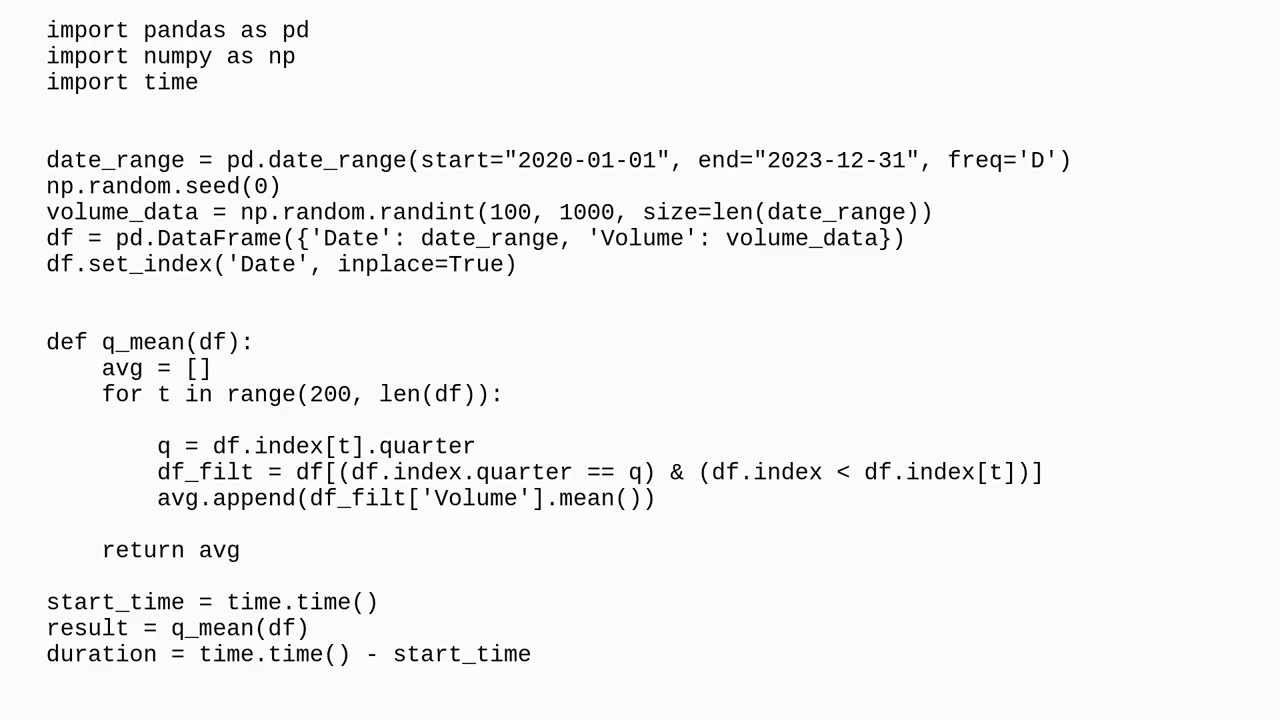 import pandas as pd
import numpy as np
import time
date_range = pd.date_range(start="2020-01-01", end="2023-12-31", freq='D')
np.random.seed(0)
volume_data = np.random.randint(100, 1000, size=len(date_range))
df = pd.DataFrame({'Date': date_range, 'Volume': volume_data})
df.set_index('Date', inplace=True)
def q_mean(df):
    avg = []
    for t in range(200, len(df)):
        q = df.index[t].quarter
        df_filt = df[(df.index.quarter == q) & (df.index < df.index[t])]
        avg.append(df_filt['Volume'].mean())
    return avg
start_time = time.time()
result = q_mean(df)
duration = time.time() - start_time